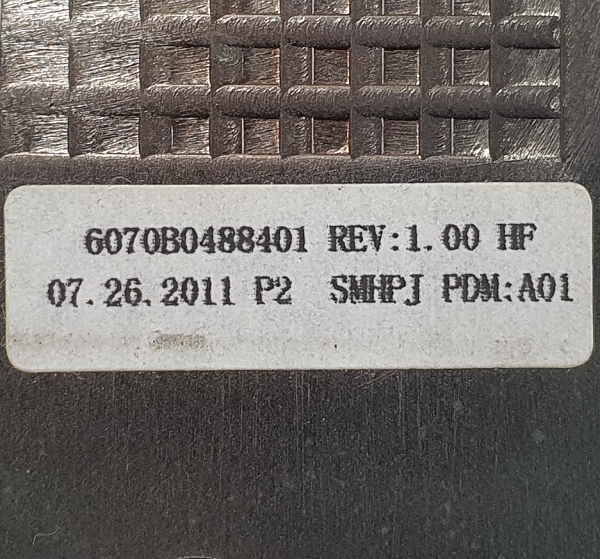 6070B0488401 REV:1.00 HF
07.26.2011 P2 SMHPJ PDM:A01